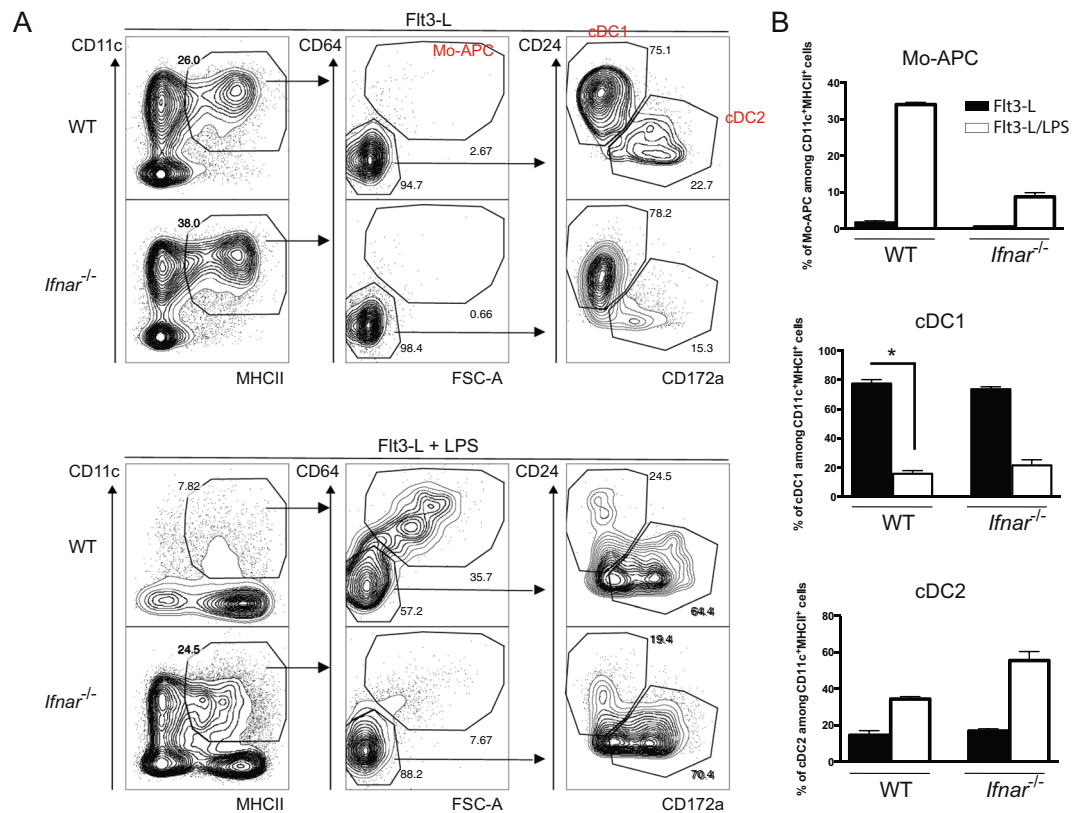 A
Flt3-L
CD11c
CD64
CD24
cDC1
Mo-APC
cDC2
WT
26.0
2.67
94.7
75.1
22.7
Ifnar-/-
38.0
0.66
98.4
78.2
15.3
MHCII
FSC-A
CD172a
Flt3-L + LPS
CD11c
CD64
CD24
WT
7.82
35.7
57.2
24.5
64.4
Ifnar-/-
24.5
7.67
88.2
19.4
70.4
MHCII
FSC-A
CD172a
B
Mo-APC
% of Mo-APC among CD11c+MHCII+ cells
40
30
20
10
0
Flt3-L
Flt3-L/LPS
WT
Ifnar-/-
cDC1
% of cDC1 among CD11c+MHCII+ cells
100
80
60
40
20
0
*
WT
Ifnar-/-
cDC2
% of cDC2 among CD11c+MHCII+ cells
80
60
40
20
0
WT
Ifnar-/-